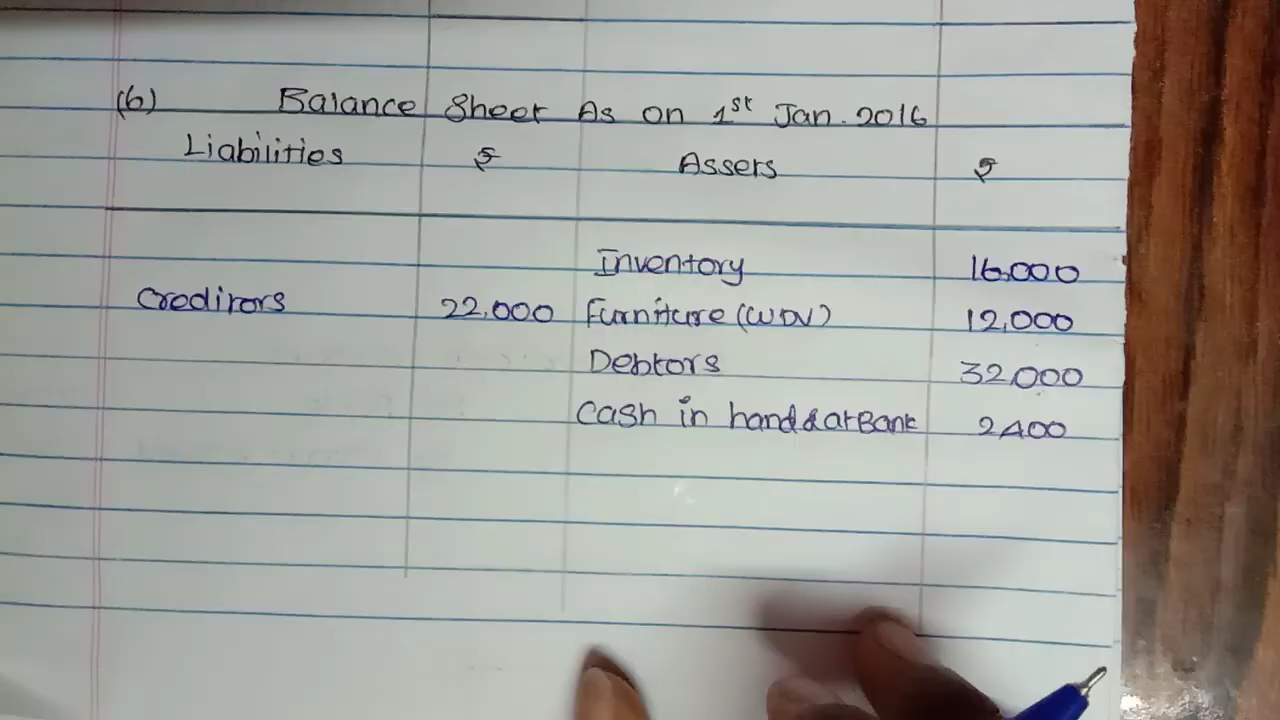 (6) Balance Sheet As on 1st Jan. 2016
Liabilities ₹ Assers ₹
Inventory 16,000
Creditors 22,000 Furniture (WDV) 12,000
Debtors 32,000
Cash in hand & at Bank 2400